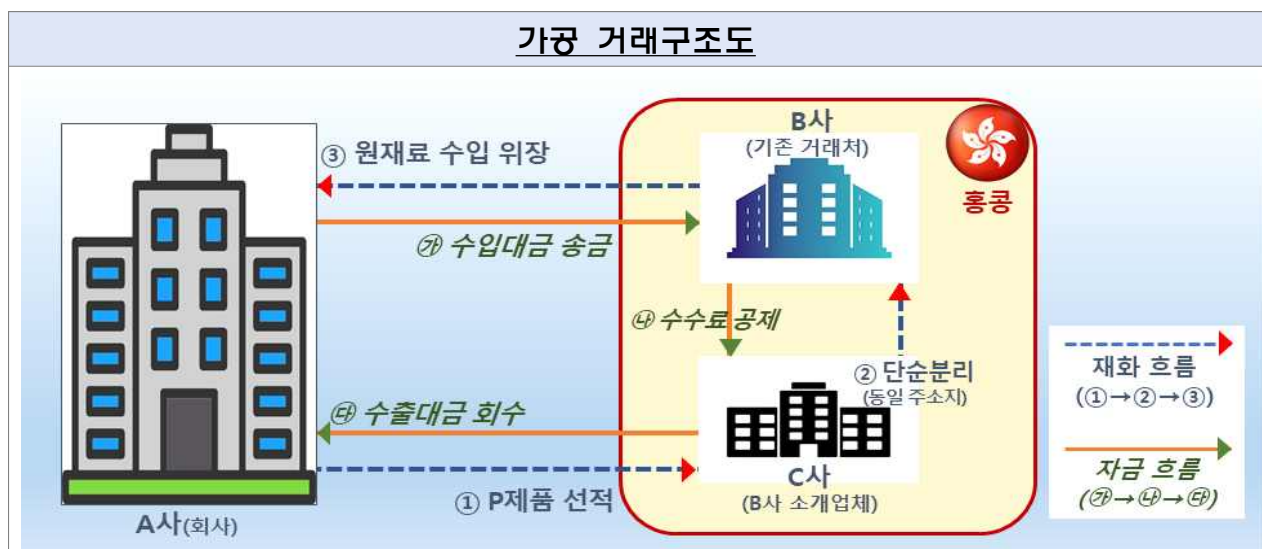 가공 거래구조도
B사
(기존 거래처)
③ 원재료 수입 위장
홍콩
㉮ 수입대금 송금
㉯ 수수료 공제
② 단순분리
(동일 주소지)
재화 흐름
(①→②→③)
㉰ 수출대금 회수
자금 흐름
(㉮→㉯→㉰)
C사
(B사 소개업체)
① P제품 선적
A사(회사)